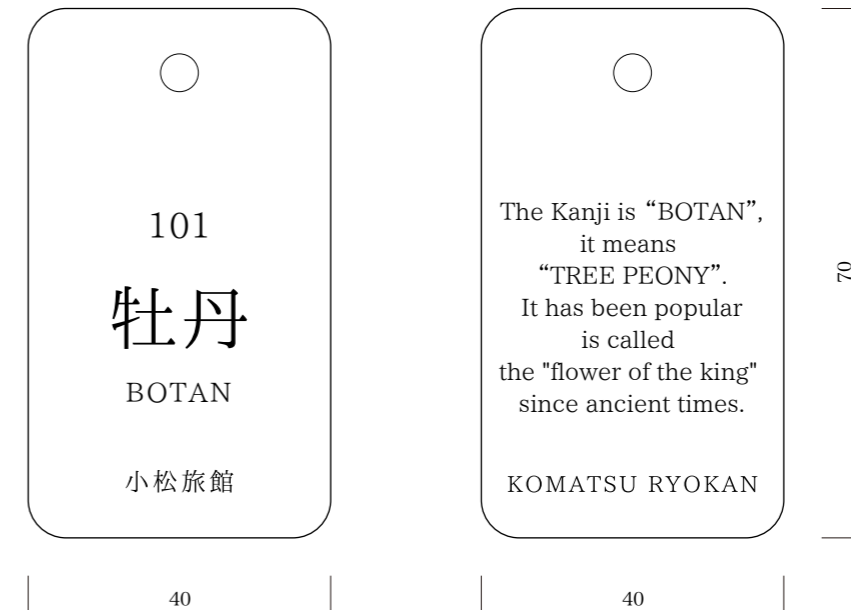 101
牡丹
BOTAN
小松旅館
The Kanji is “BOTAN”,
it means
“TREE PEONY”.
It has been popular
is called
the "flower of the king"
since ancient times.
KOMATSU RYOKAN
70
40
40